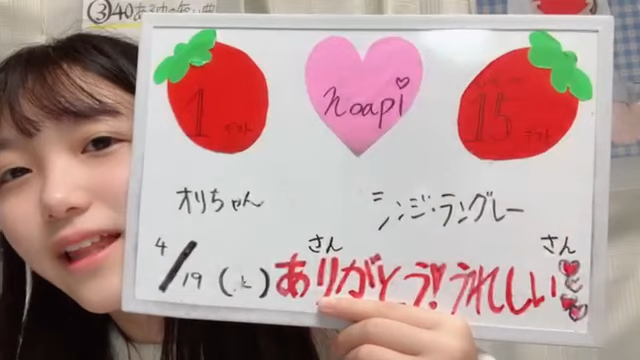 1
noapi
15
オリちゃん
シンジ・ラングレー
さん
さん
4/19(土)
ありがとう!うれしい